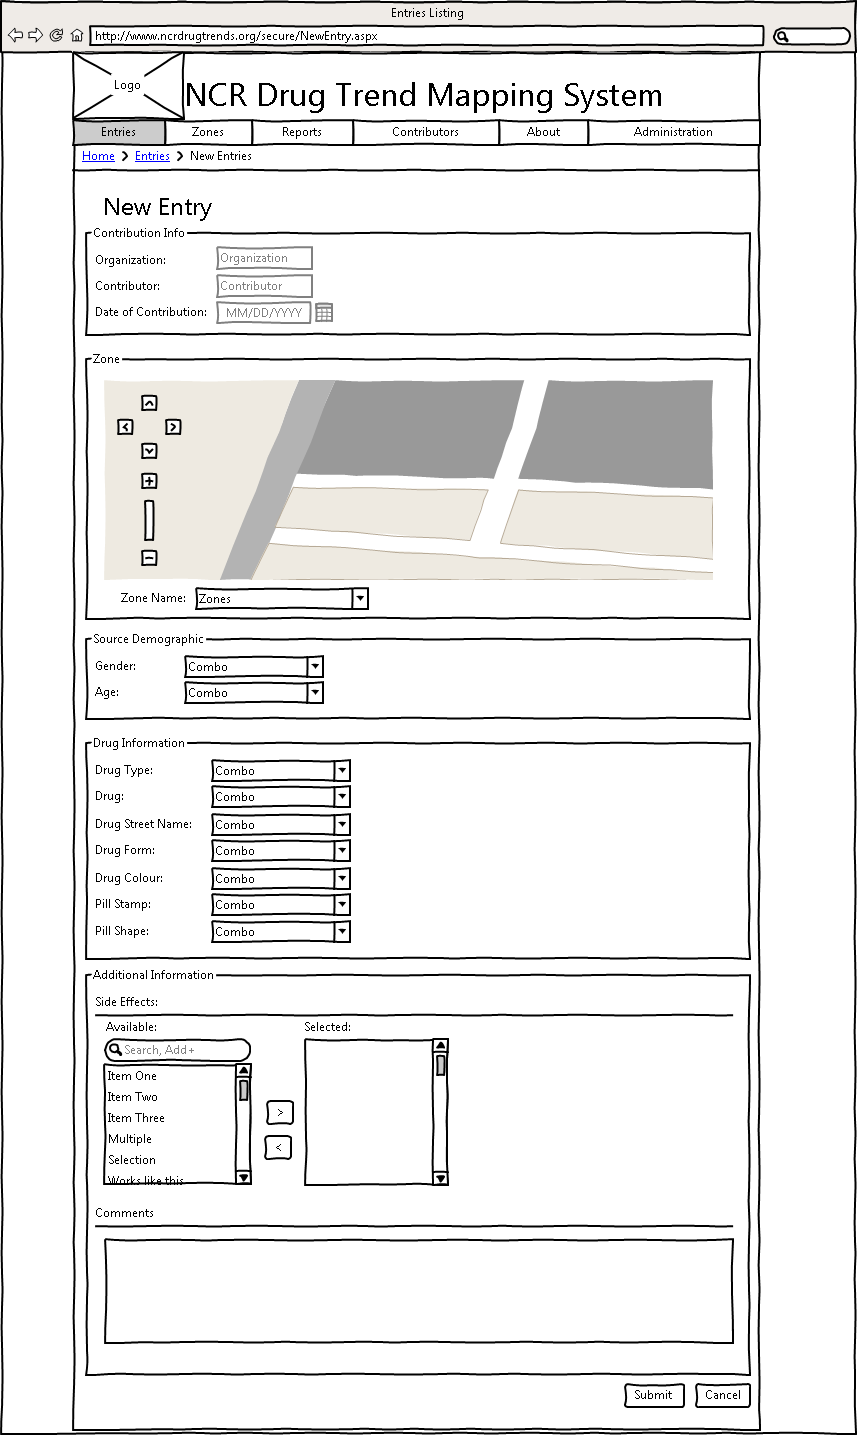 Entries Listing
http://www.ncrdrugtrends.org/secure/NewEntry.aspx
Logo
NCR Drug Trend Mapping System
Entries Zones Reports Contributors About Administration
Home > Entries > New Entries
New Entry
Contribution Info
Organization: Organization
Contributor: Contributor
Date of Contribution: MM/DD/YYYY
Zone
Zone Name: Zones
Source Demographic
Gender: Combo
Age: Combo
Drug Information
Drug Type: Combo
Drug: Combo
Drug Street Name: Combo
Drug Form: Combo
Drug Colour: Combo
Pill Stamp: Combo
Pill Shape: Combo
Additional Information
Side Effects:
Available: Selected:
Search, Add+
Item One
Item Two
Item Three
>
Multiple
<
Selection
Works like this
Comments
Submit Cancel